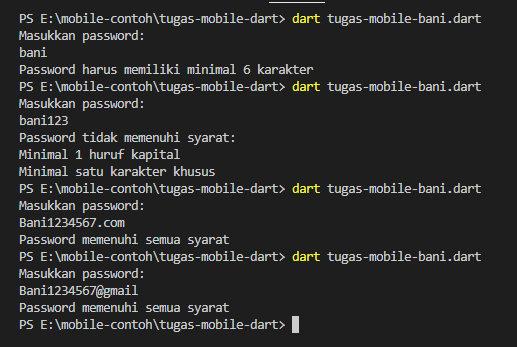 PS E:\mobile-contoh\tugas-mobile-dart> dart tugas-mobile-bani.dart
Masukkan password:
bani
Password harus memiliki minimal 6 karakter
PS E:\mobile-contoh\tugas-mobile-dart> dart tugas-mobile-bani.dart
Masukkan password:
bani123
Password tidak memenuhi syarat:
Minimal 1 huruf kapital
Minimal satu karakter khusus
PS E:\mobile-contoh\tugas-mobile-dart> dart tugas-mobile-bani.dart
Masukkan password:
Bani1234567.com
Password memenuhi semua syarat
PS E:\mobile-contoh\tugas-mobile-dart> dart tugas-mobile-bani.dart
Masukkan password:
Bani1234567@gmail
Password memenuhi semua syarat
PS E:\mobile-contoh\tugas-mobile-dart>